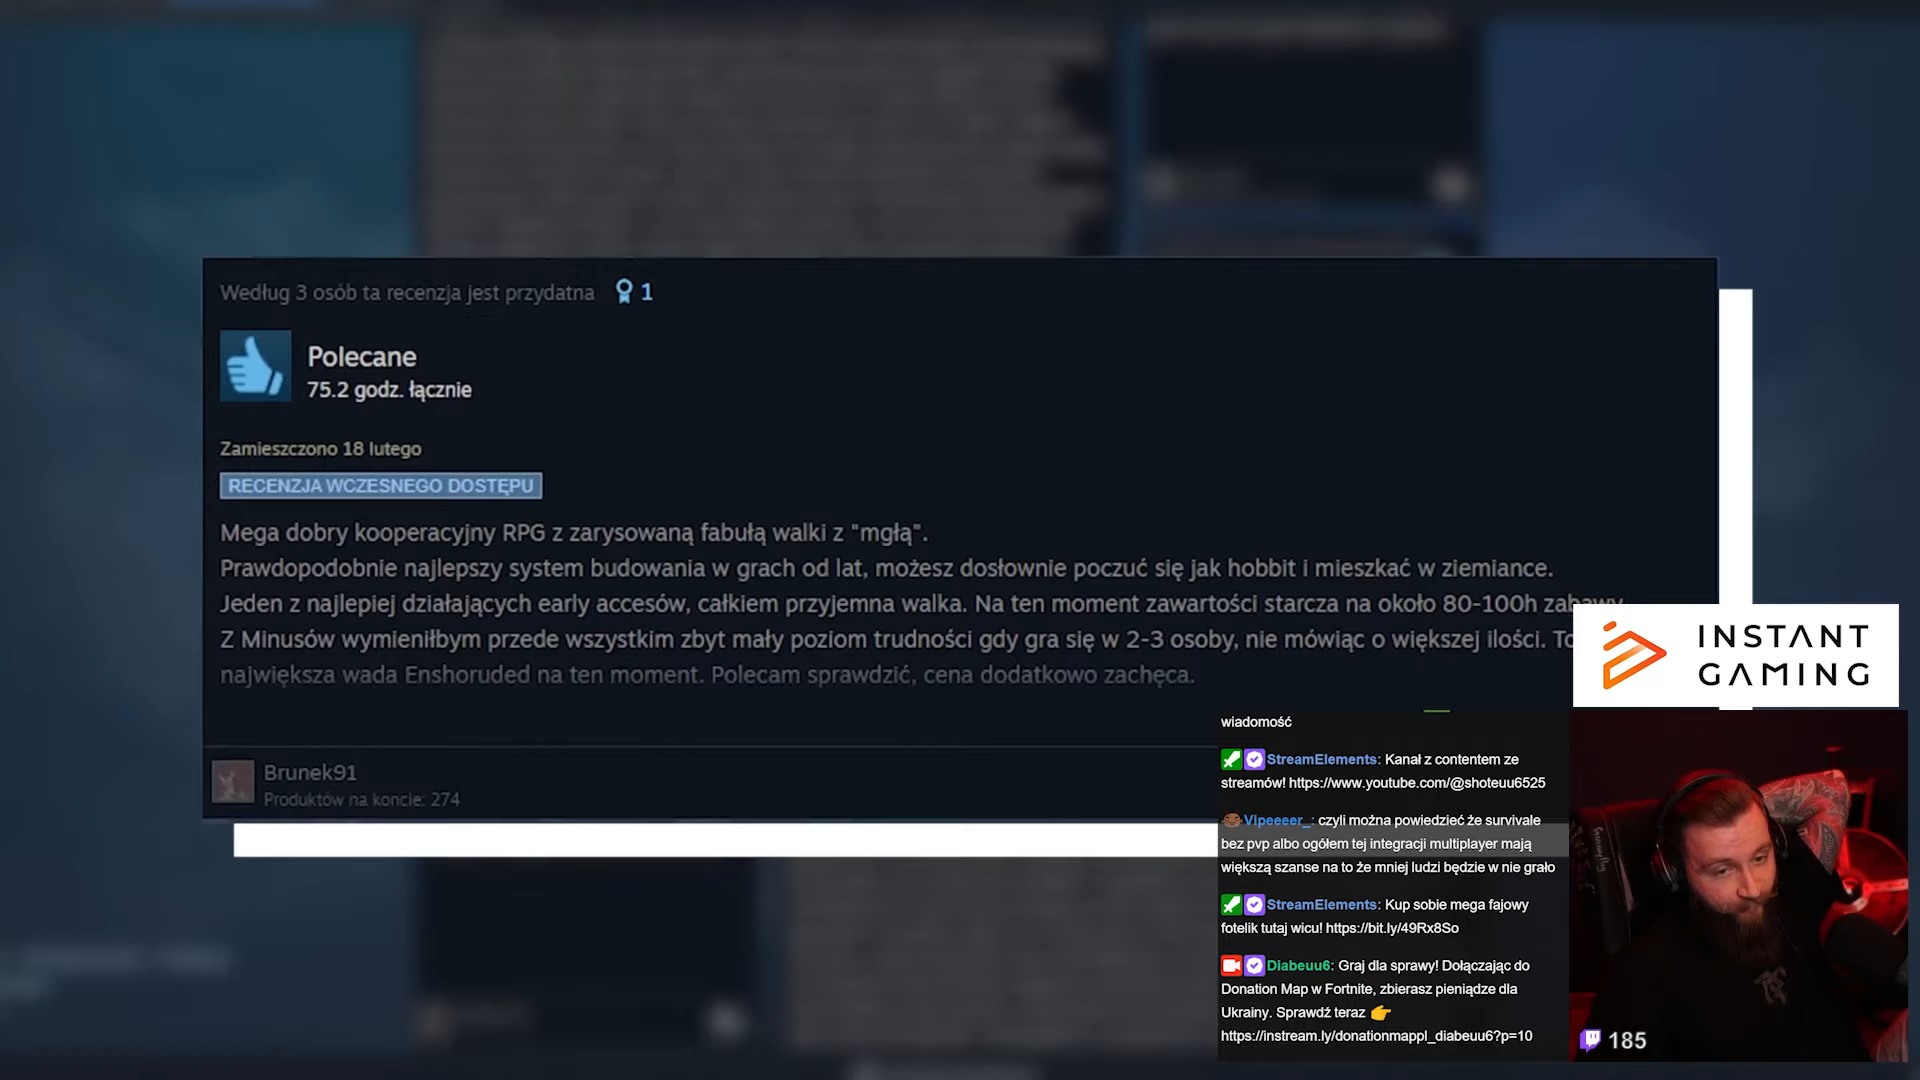 Według 3 osób ta recenzja jest przydatna 1
Polecane
75.2 godz. łącznie
Zamieszczono 18 lutego
RECENZJA WCZESNEGO DOSTĘPU
Mega dobry kooperacyjny RPG z zarysowaną fabułą walki z "mgłą".
Prawdopodobnie najlepszy system budowania w grach od lat, możesz dosłownie poczuć się jak hobbit i mieszkać w ziemiance.
Jeden z najlepiej działających early accesów, całkiem przyjemna walka. Na ten moment zawartości starcza na około 80-100h zabawy
Z Minusów wymieniłbym przede wszystkim zbyt mały poziom trudności gdy gra się w 2-3 osoby, nie mówiąc o większej ilości. To
największa wada Enshoruded na ten moment. Polecam sprawdzić, cena dodatkowo zachęca.
Brunek91
Produktów na koncie: 274
INSTANT
GAMING
wiadomość
StreamElements: Kanał z contentem ze
streamów! https://www.youtube.com/@shoteuu6525
Vipeeeer_: czyli można powiedzieć że survivale
bez pvp albo ogółem tej integracji multiplayer mają
większą szanse na to że mniej ludzi będzie w nie grało
StreamElements: Kup sobie mega fajowy
fotelik tutaj wicu! https://bit.ly/49Rx8So
Diabeuu6: Graj dla sprawy! Dołączając do
Donation Map w Fortnite, zbierasz pieniądze dla
Ukrainy. Sprawdź teraz 👉
https://instream.ly/donationmappl_diabeuu6?p=10
185